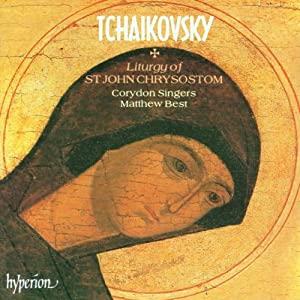 TCHAIKOVSKY
Liturgy of
ST JOHN CHRYSOSTOM
Corydon Singers
Matthew Best
hyperion